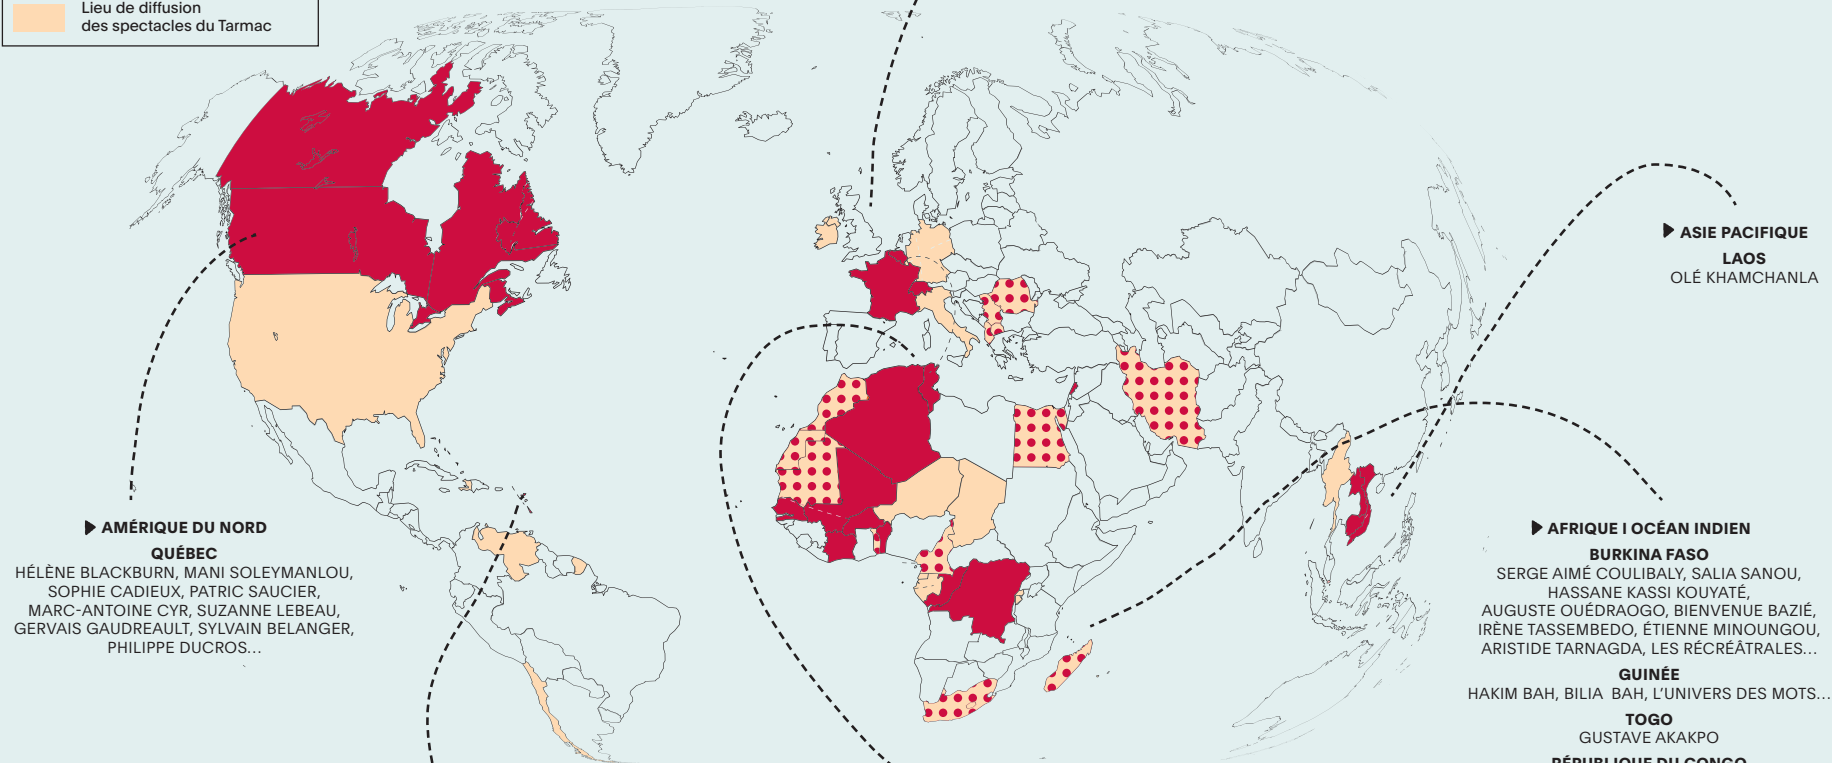 Lieu de diffusion
des spectacles du Tarmac
AMÉRIQUE DU NORD
QUÉBEC
HÉLÈNE BLACKBURN, MANI SOLEYMANLOU,
SOPHIE CADIEUX, PATRIC SAUCIER,
MARC-ANTOINE CYR, SUZANNE LEBEAU,
GERVAIS GAUDREAULT, SYLVAIN BELANGER,
PHILIPPE DUCROS...
ASIE PACIFIQUE
LAOS
OLÉ KHAMCHANLA
AFRIQUE I OCÉAN INDIEN
BURKINA FASO
SERGE AIMÉ COULIBALY, SALIA SANOU,
HASSANE KASSI KOUYATÉ,
AUGUSTE OUÉDRAOGO, BIENVENUE BAZIÉ,
IRÈNE TASSEMBEDO, ÉTIENNE MINOUNGOU,
ARISTIDE TARNAGDA, LES RÉCRÉÂTRALES...
GUINÉE
HAKIM BAH, BILIA BAH, L'UNIVERS DES MOTS...
TOGO
GUSTAVE AKAKPO
RÉPUBLIQUE DU CONGO